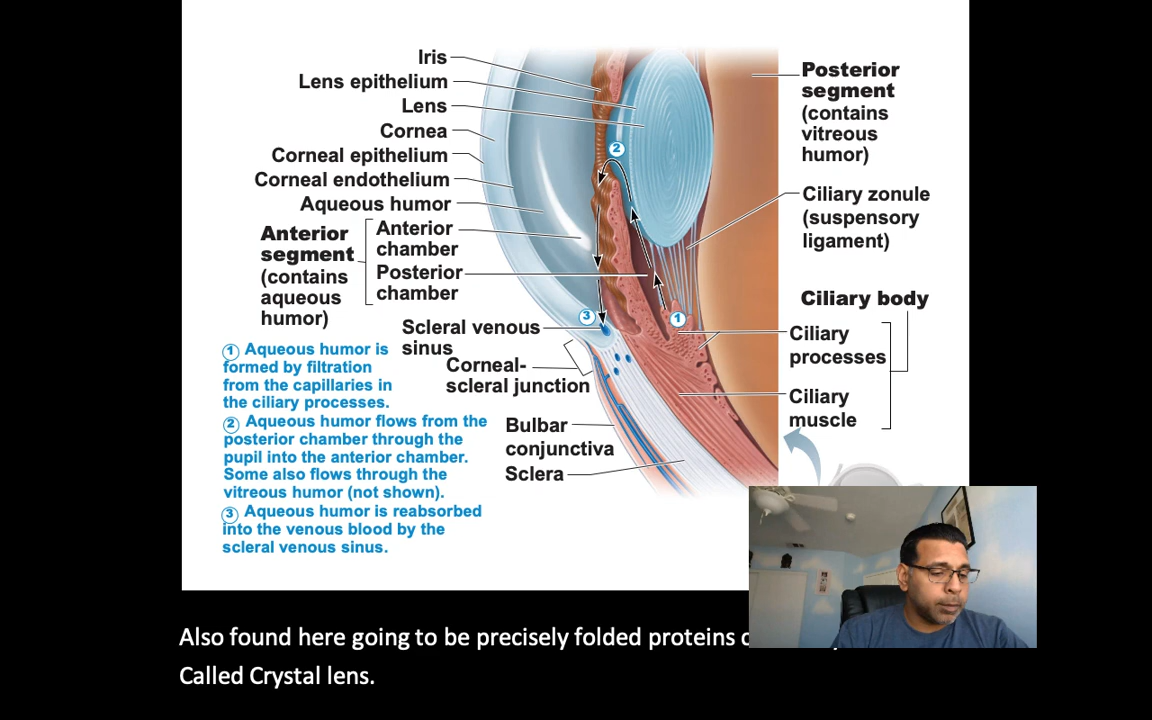 Iris
Lens epithelium
Lens
Cornea
Corneal epithelium
Corneal endothelium
Aqueous humor
Anterior
segment
(contains
aqueous
humor)
Anterior
chamber
Posterior
chamber
Scleral venous
sinus
Corneal-
scleral junction
Bulbar
conjunctiva
Sclera
Posterior
segment
(contains
vitreous
humor)
Ciliary zonule
(suspensory
ligament)
Ciliary body
Ciliary
processes
Ciliary
muscle
2
3
1
1 Aqueous humor is
formed by filtration
from the capillaries in
the ciliary processes.
2 Aqueous humor flows from the
posterior chamber through the
pupil into the anterior chamber.
Some also flows through the
vitreous humor (not shown).
3 Aqueous humor is reabsorbed
into the venous blood by the
scleral venous sinus.
Also found here going to be precisely folded proteins
Called Crystal lens.